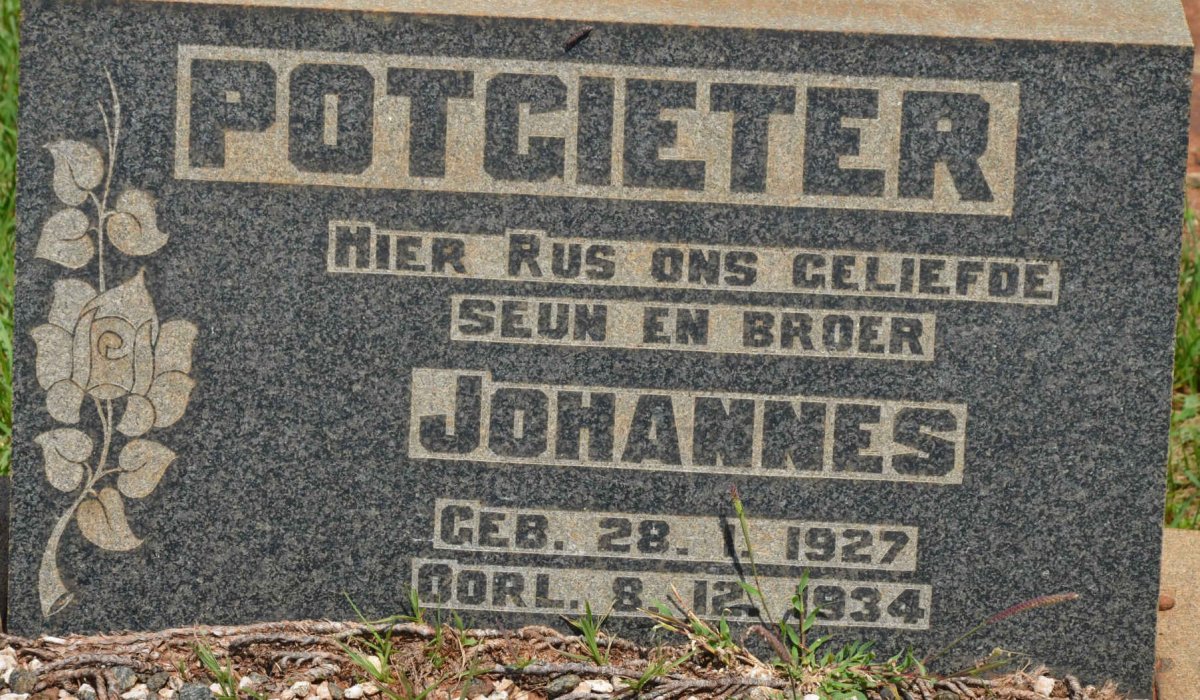 POTGIETER
HIER RUS ONS GELIEFDE
SEUN EN BROER
JOHANNES
GEB. 28. 1. 1927
OORL. 8. 12. 1934